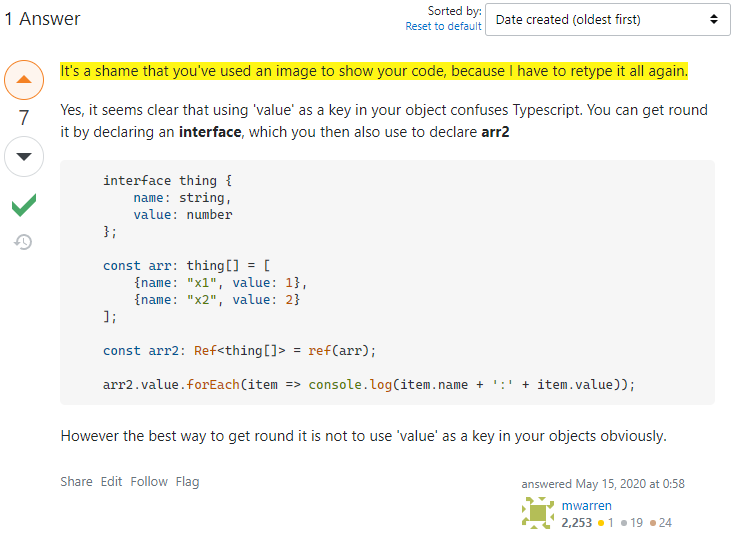 1 Answer
Sorted by:
Reset to default
Date created (oldest first)
It's a shame that you've used an image to show your code, because I have to retype it all again.
7
Yes, it seems clear that using 'value' as a key in your object confuses Typescript. You can get round
it by declaring an interface, which you then also use to declare arr2
interface thing {
    name: string,
    value: number
};

const arr: thing[] = [
    {name: "x1", value: 1},
    {name: "x2", value: 2}
];

const arr2: Ref<thing[]> = ref(arr);

arr2.value.forEach(item => console.log(item.name + ':' + item.value));
However the best way to get round it is not to use 'value' as a key in your objects obviously.
Share Edit Follow Flag
answered May 15, 2020 at 0:58
mwarren
2,253 1 19 24